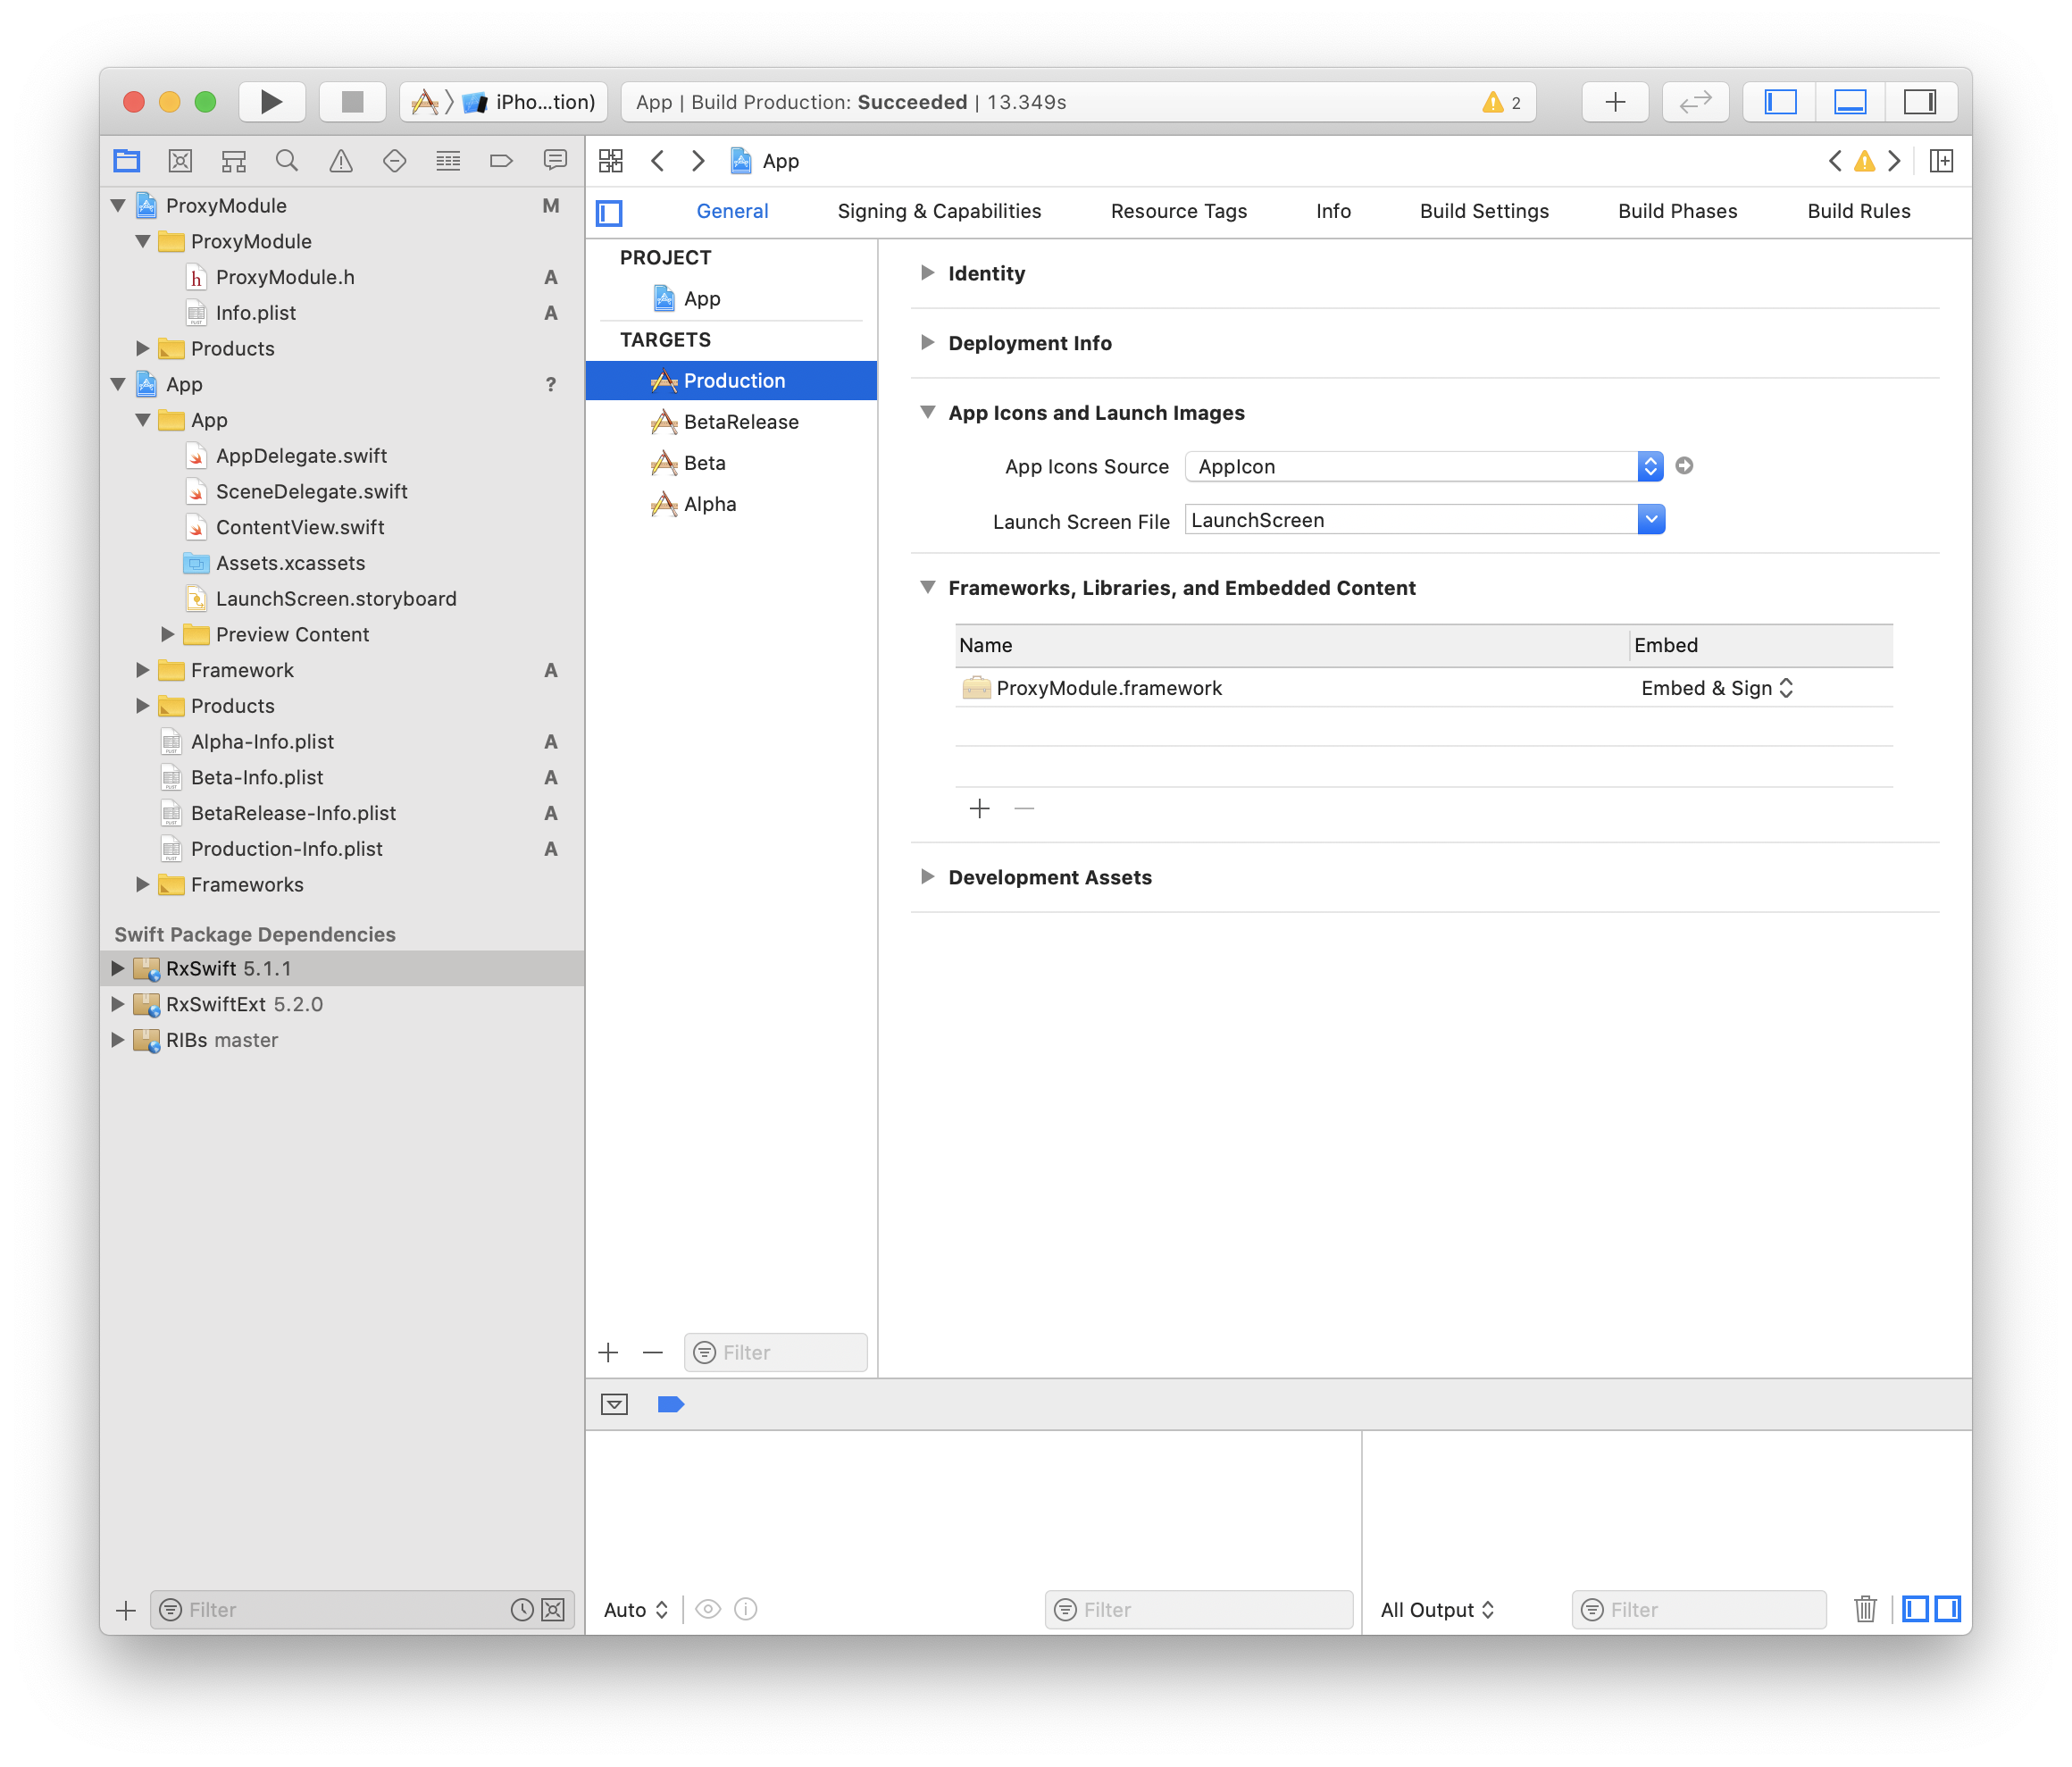 iPho...tion)
App | Build Production: Succeeded | 13.349s
2
App
ProxyModule M
ProxyModule
ProxyModule.h A
Info.plist A
Products
App ?
App
AppDelegate.swift
SceneDelegate.swift
ContentView.swift
Assets.xcassets
LaunchScreen.storyboard
Preview Content
Framework A
Products
Alpha-Info.plist A
Beta-Info.plist A
BetaRelease-Info.plist A
Production-Info.plist A
Frameworks
Swift Package Dependencies
RxSwift 5.1.1
RxSwiftExt 5.2.0
RIBs master
Filter
General Signing & Capabilities Resource Tags Info Build Settings Build Phases Build Rules
PROJECT
App
TARGETS
Production
BetaRelease
Beta
Alpha
Filter
Identity
Deployment Info
App Icons and Launch Images
App Icons Source AppIcon
Launch Screen File LaunchScreen
Frameworks, Libraries, and Embedded Content
Name Embed
ProxyModule.framework Embed & Sign
Development Assets
Auto Filter
All Output Filter